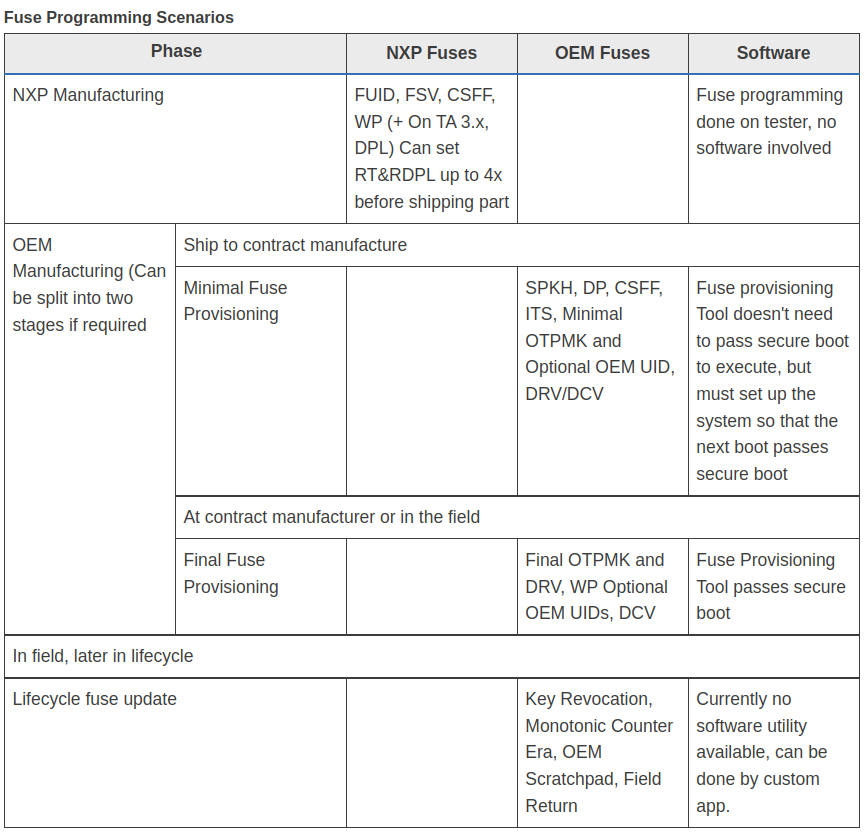 Fuse Programming Scenarios
Phase
NXP Fuses
OEM Fuses
Software
NXP Manufacturing
FUID, FSV, CSFF,
WP (+ On TA 3.x,
DPL) Can set
RT&RDPL up to 4x
before shipping part
Fuse programming
done on tester, no
software involved
OEM
Manufacturing (Can
be split into two
stages if required
Ship to contract manufacture
Minimal Fuse
Provisioning
SPKH, DP, CSFF,
ITS, Minimal
OTPMK and
Optional OEM UID,
DRV/DCV
Fuse provisioning
Tool doesn't need
to pass secure boot
to execute, but
must set up the
system so that the
next boot passes
secure boot
At contract manufacturer or in the field
Final Fuse
Provisioning
Final OTPMK and
DRV, WP Optional
OEM UIDs, DCV
Fuse Provisioning
Tool passes secure
boot
In field, later in lifecycle
Lifecycle fuse update
Key Revocation,
Monotonic Counter
Era, OEM
Scratchpad, Field
Return
Currently no
software utility
available, can be
done by custom
app.